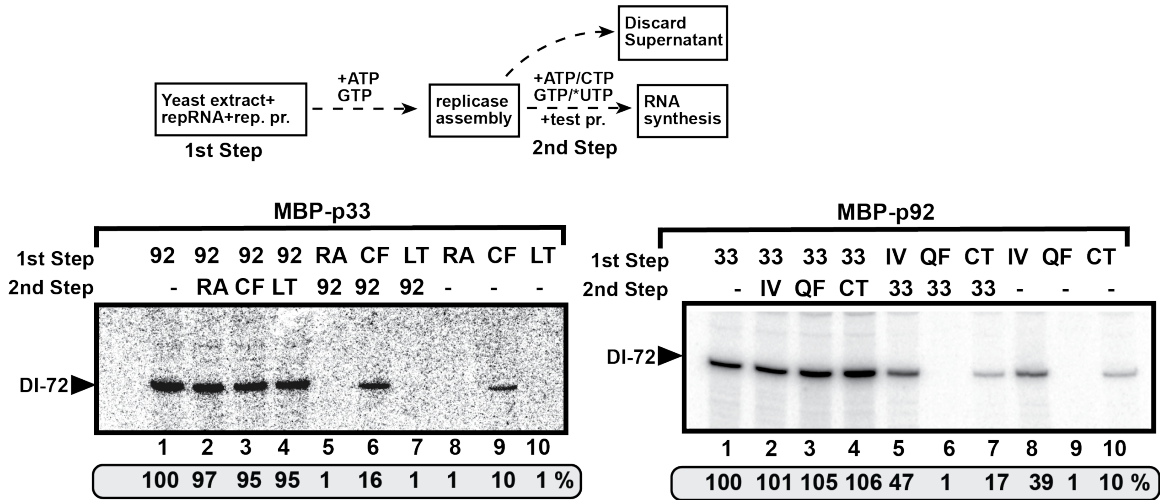 Discard
Supernatant
+ATP
GTP
+ATP/CTP
GTP/*UTP
+test pr.
2nd Step
Yeast extract+
repRNA+rep. pr.
1st Step
replicase
assembly
RNA
synthesis
MBP-p33
1st Step 92 92 92 92 RA CF LT RA CF LT
2nd Step - RA CF LT 92 92 92 - - -
DI-72
1 2 3 4 5 6 7 8 9 10
100 97 95 95 1 16 1 1 10 1 %
MBP-p92
1st Step 33 33 33 33 IV QF CT IV QF CT
2nd Step - IV QF CT 33 33 33 - - -
DI-72
1 2 3 4 5 6 7 8 9 10
100 101 105 106 47 1 17 39 1 10 %